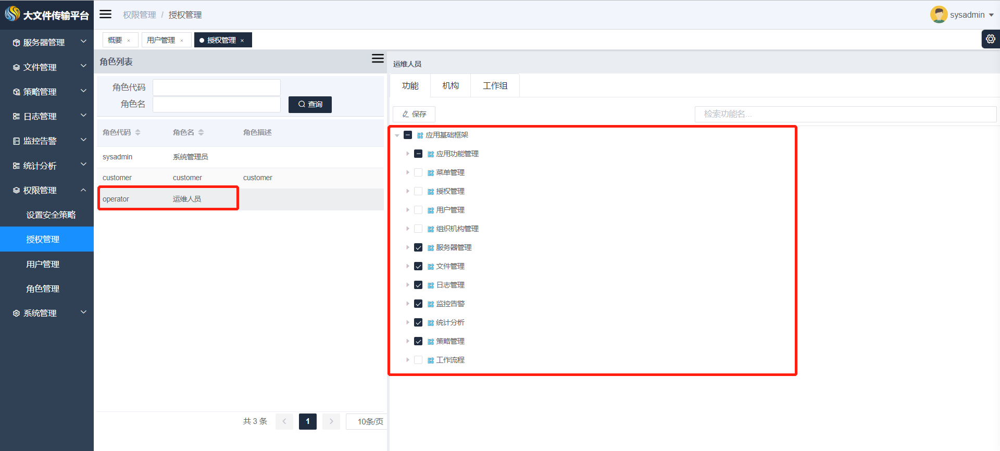 大文件传输平台
权限管理 / 授权管理
sysadmin
概要 ×
用户管理 ×
授权管理 ×
服务器管理
文件管理
策略管理
日志管理
监控告警
统计分析
权限管理
设置安全策略
授权管理
用户管理
角色管理
系统管理
角色列表
角色代码
角色名
查询
角色代码 角色名 角色描述
sysadmin 系统管理员
customer customer customer
operator 运维人员
共 3 条 1 10条/页
运维人员
功能 机构 工作组
保存
检索功能名...
应用基础框架
应用功能管理
菜单管理
授权管理
用户管理
组织机构管理
服务器管理
文件管理
日志管理
监控告警
统计分析
策略管理
工作流程